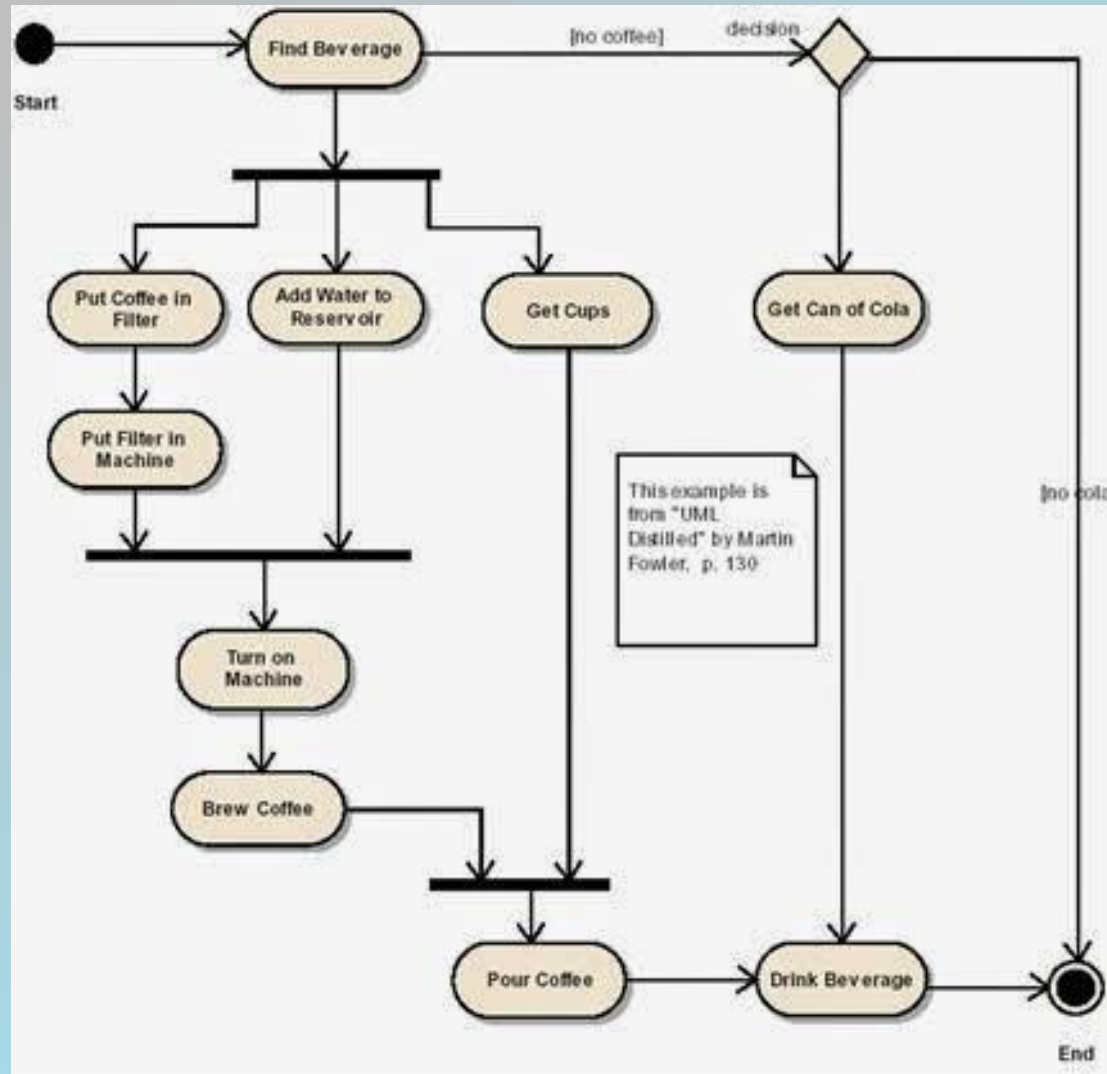 Find Beverage
[no coffee]
decision
Start
Put Coffee in
Filter
Add Water to
Reservoir
Get Cups
Get Can of Cola
Put Filter in
Machine
This example is
from "UML
Distilled" by Martin
Fowler, p. 130
[no cola
Turn on
Machine
Brew Coffee
Pour Coffee
Drink Beverage
End